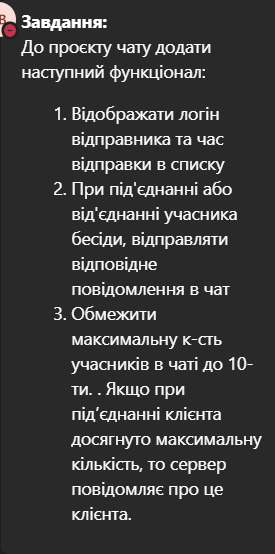 В
Завдання:
До проєкту чату додати
наступний функціонал:
1. Відображати логін
відправника та час
відправки в списку
2. При під'єднанні або
від'єднанні учасника
бесіди, відправляти
відповідне
повідомлення в чат
3. Обмежити
максимальну к-сть
учасників в чаті до 10-
ти. . Якщо при
під’єднанні клієнта
досягнуто максимальну
кількість, то сервер
повідомляє про це
клієнта.